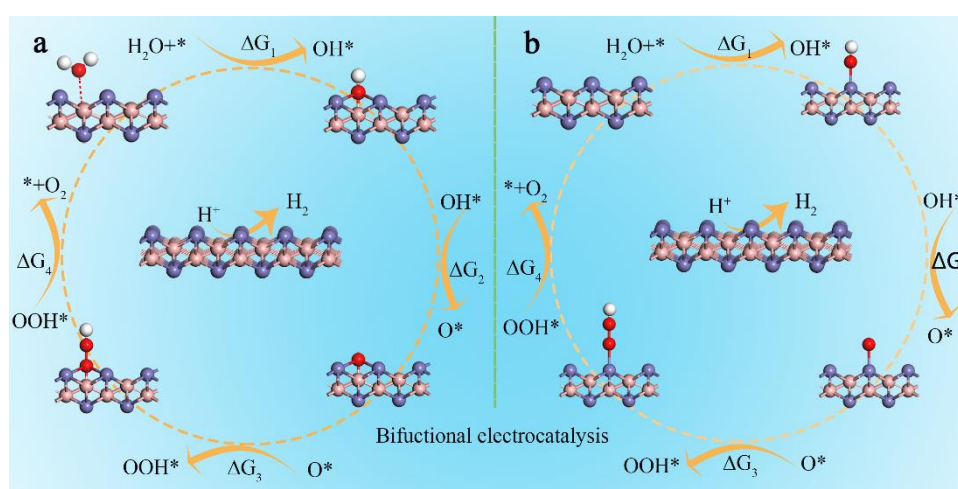 a
H₂O+*
ΔG₁
OH*
OH*
ΔG₂
O*
O*
ΔG₃
OOH*
OOH*
ΔG₄
*+O₂
H⁺
H₂
b
H₂O+*
ΔG₁
OH*
OH*
ΔG
O*
O*
ΔG₃
OOH*
OOH*
ΔG₄
*+O₂
H⁺
H₂
Bifuctional electrocatalysis